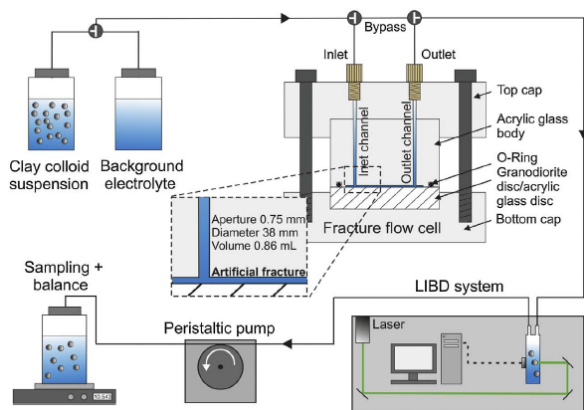 Bypass
Inlet
Outlet
Top cap
Acrylic glass
body
Inlet channel
Outlet channel
O-Ring
Granodiorite
disc/acrylic
glass disc
Bottom cap
Fracture flow cell
Clay colloid
suspension
Background
electrolyte
Aperture 0.75 mm
Diameter 38 mm
Volume 0.86 mL
Artificial fracture
Sampling +
balance
Peristaltic pump
LIBD system
Laser